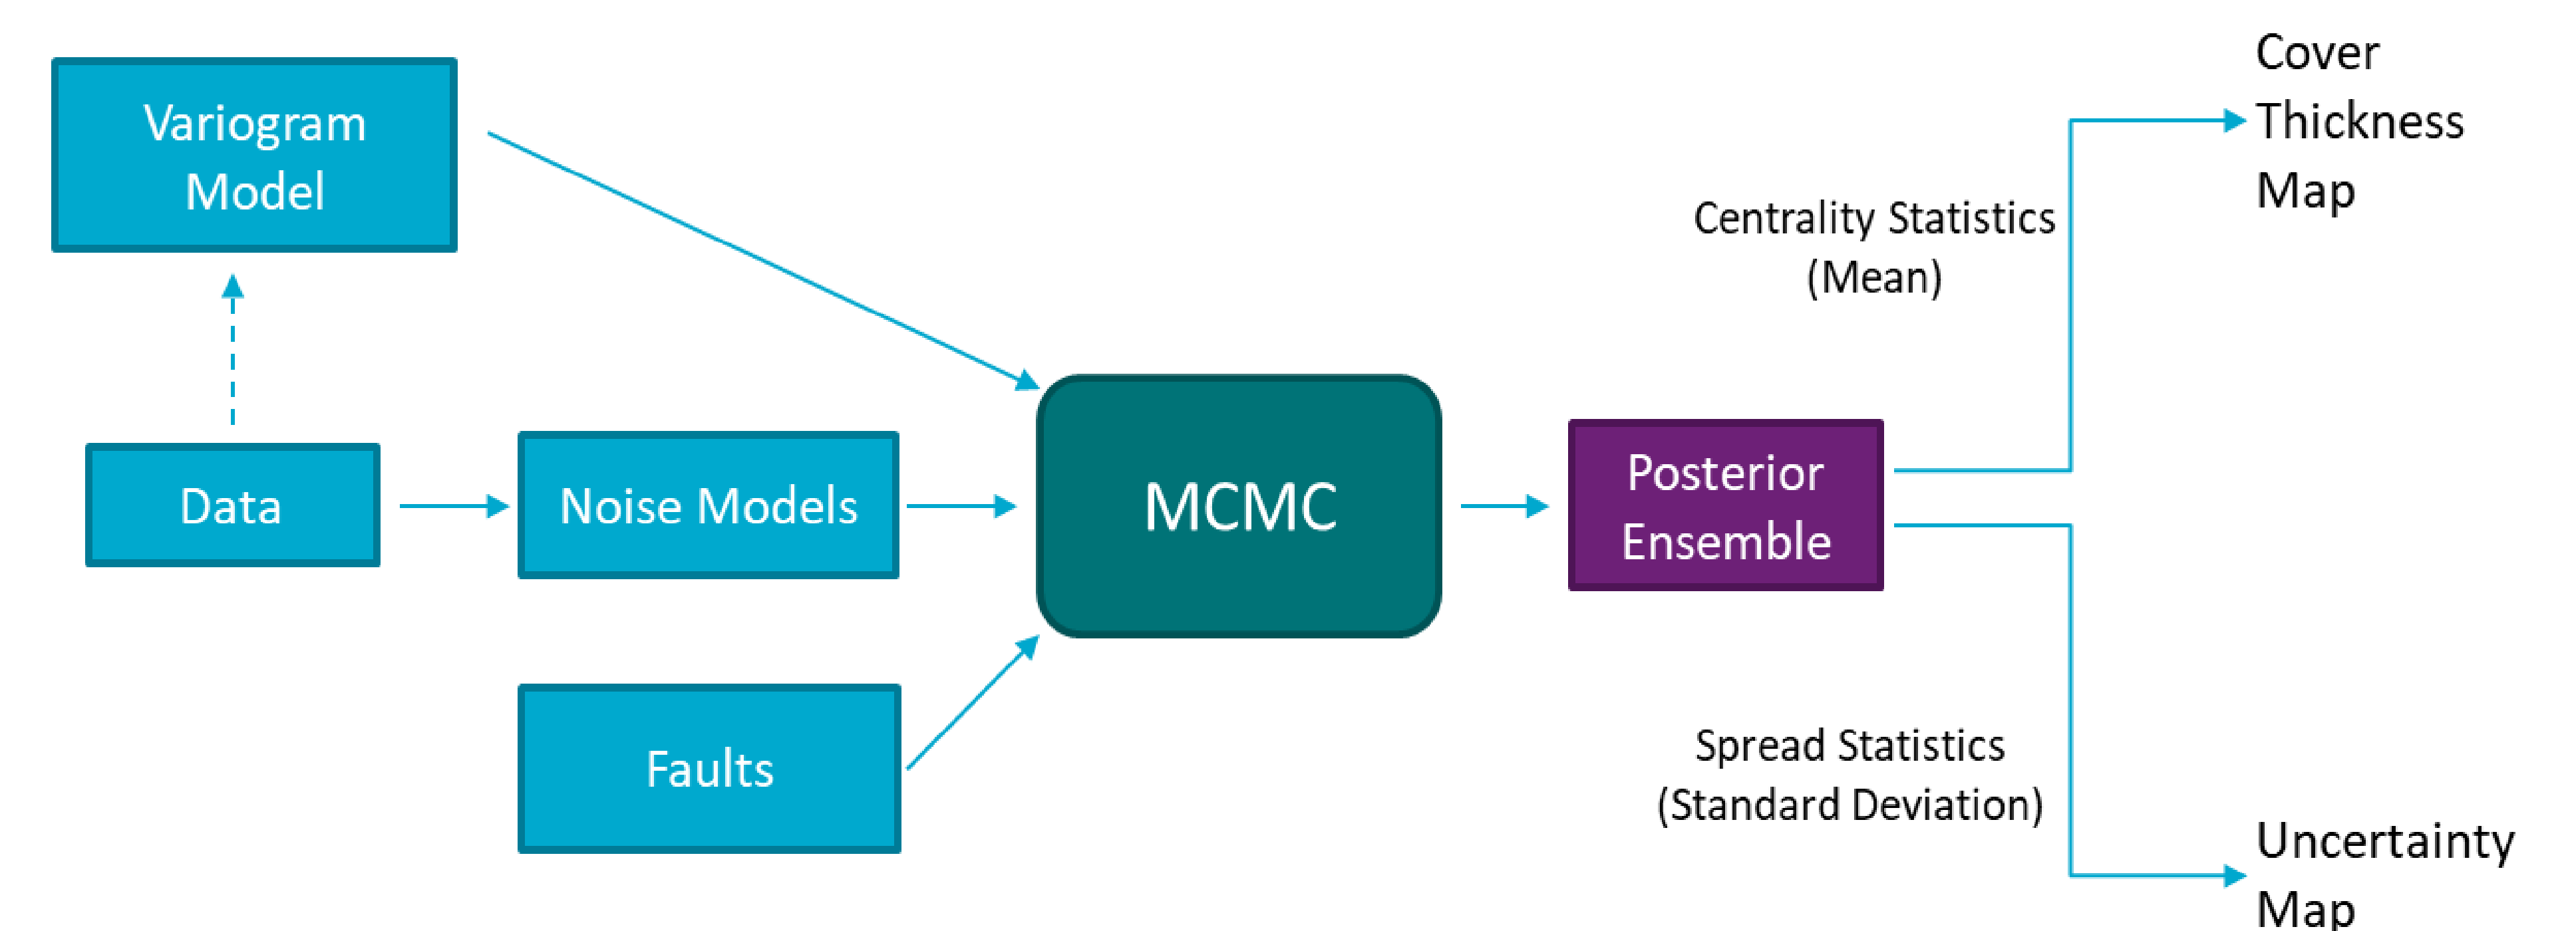 Variogram
Model
Data
Noise Models
Faults
MCMC
Posterior
Ensemble
Centrality Statistics
(Mean)
Cover
Thickness
Map
Spread Statistics
(Standard Deviation)
Uncertainty
Map